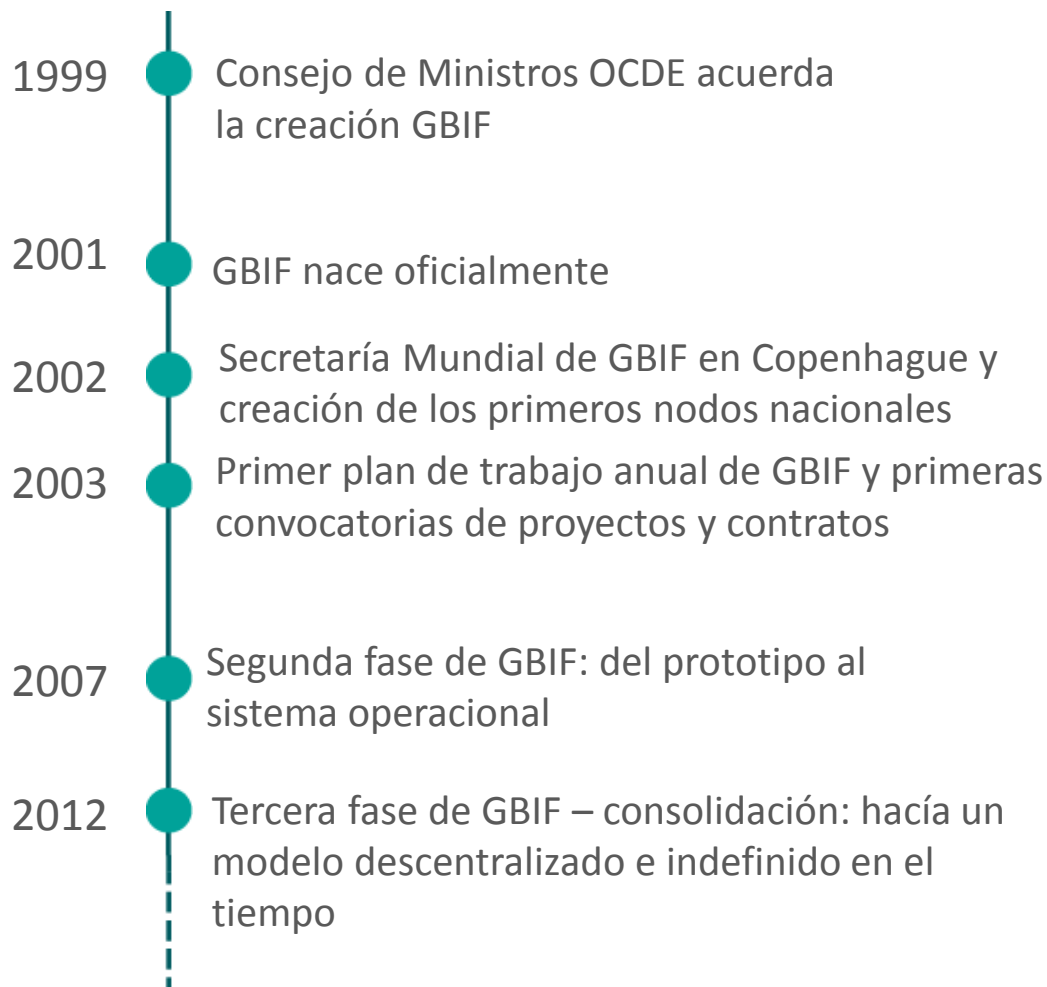 1999
Consejo de Ministros OCDE acuerda
la creación GBIF
2001
GBIF nace oficialmente
2002
Secretaría Mundial de GBIF en Copenhague y
creación de los primeros nodos nacionales
2003
Primer plan de trabajo anual de GBIF y primeras
convocatorias de proyectos y contratos
2007
Segunda fase de GBIF: del prototipo al
sistema operacional
2012
Tercera fase de GBIF – consolidación: hacía un
modelo descentralizado e indefinido en el
tiempo